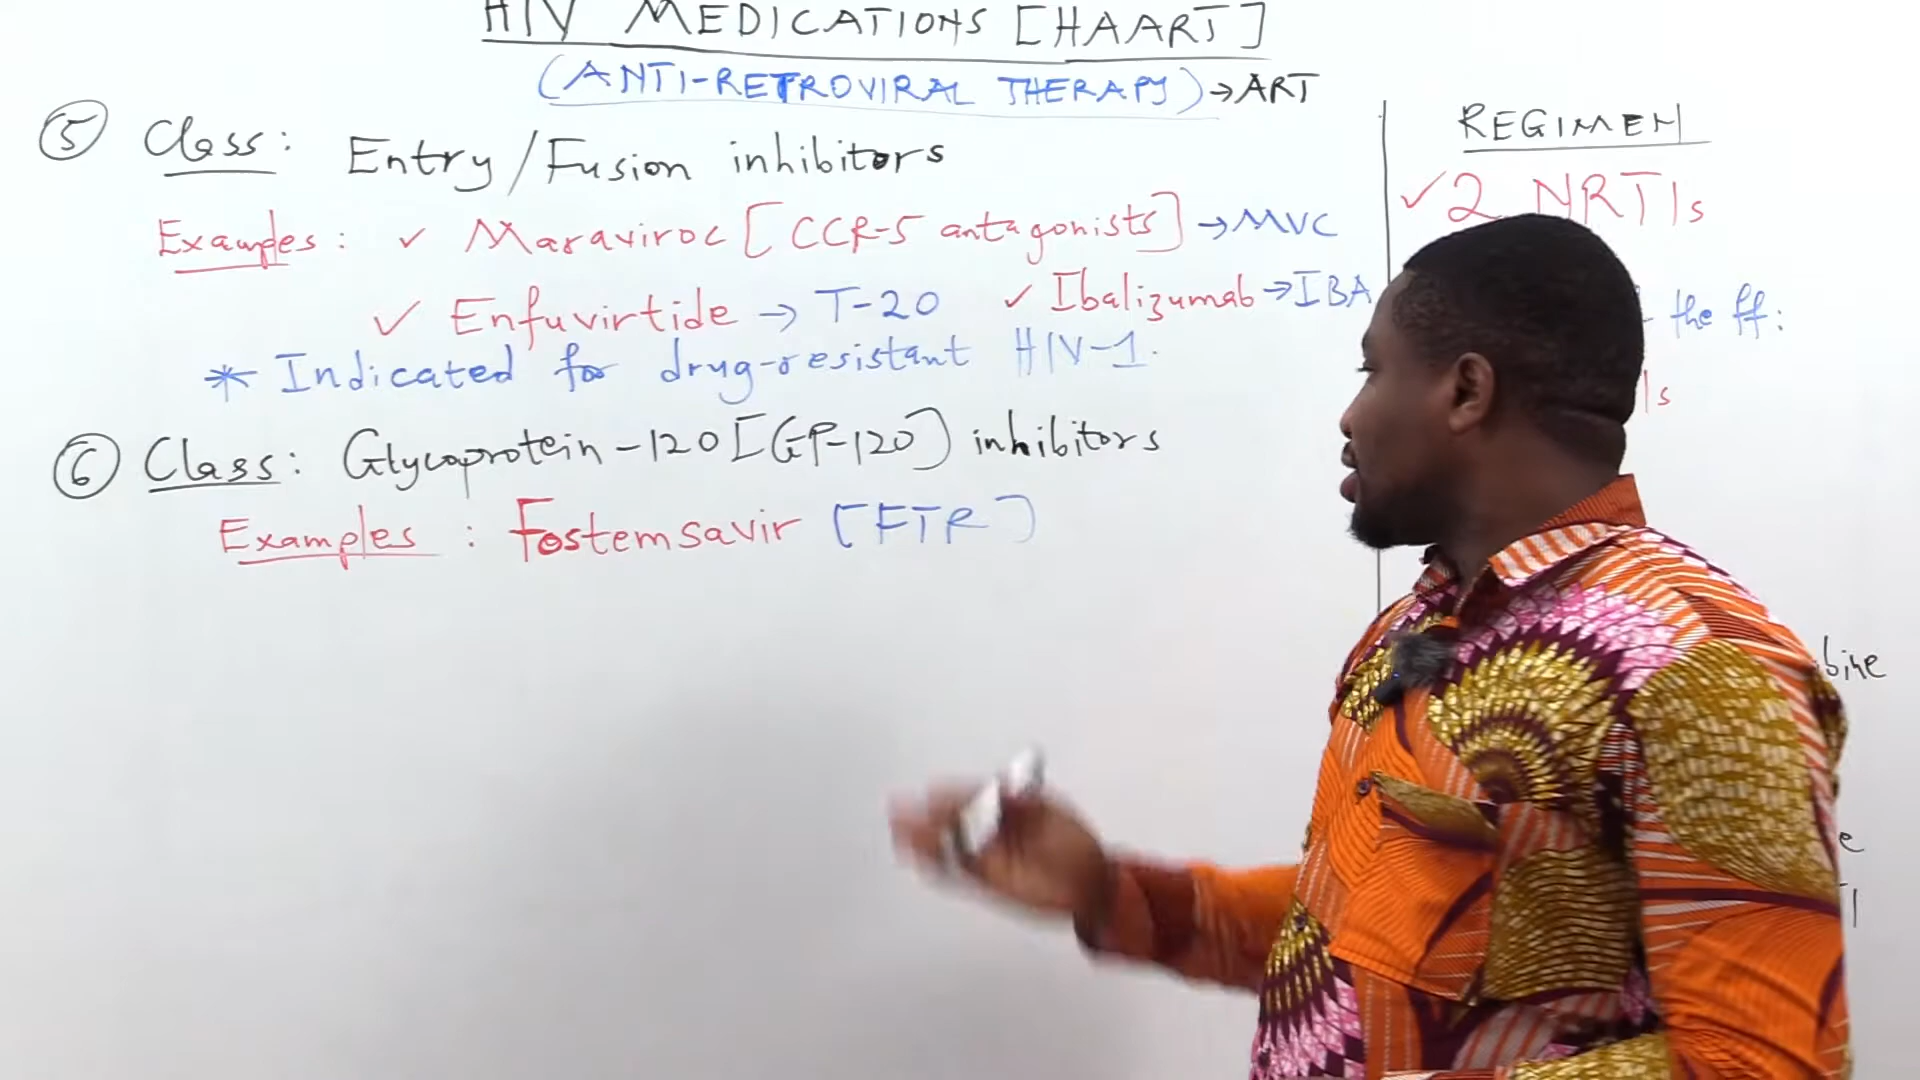 HIV MEDICATIONS [HAART]
(ANTI-RETROVIRAL THERAPY) → ART
⑤ Class: Entry/Fusion inhibitors
Examples: ✓ Maraviroc [CCR-5 antagonists] → MVC
✓ Enfuvirtide → T-20 ✓ Ibalizumab → IBA
* Indicated for drug-resistant HIV-1.
⑥ Class: Glycoprotein-120 [GP-120] inhibitors
Examples: Fostemsavir [FTR]
REGIMEN
✓ 2 NRTIs
the ff: